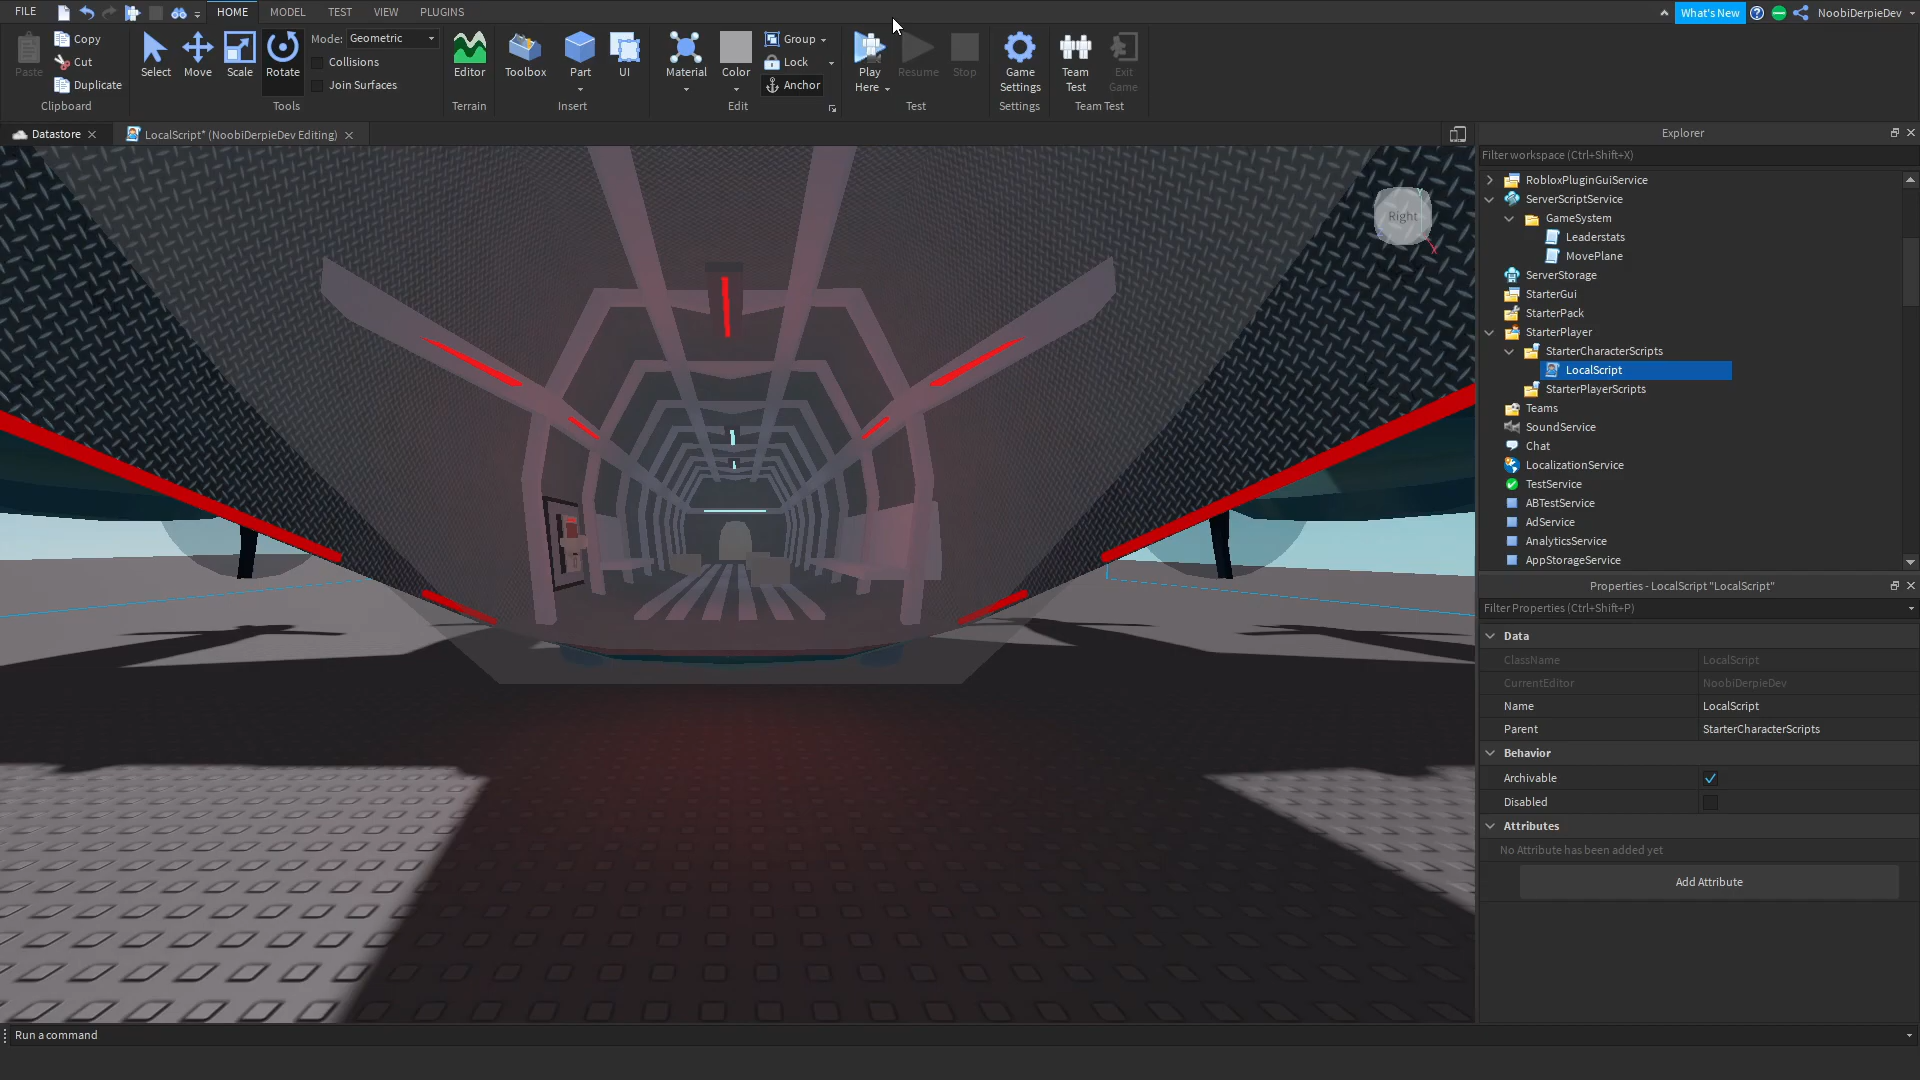 FILE HOME MODEL TEST VIEW PLUGINS What's New NoobiDerpieDev
Paste Copy Cut Duplicate Clipboard
Select Move Scale Rotate Mode: Geometric Collisions Join Surfaces Tools
Editor Terrain
Toolbox Part UI Insert
Material Color Group Lock Anchor Edit
Play Here Resume Stop Test
Game Settings Settings
Team Test Exit Game Team Test
Datastore LocalScript* (NoobiDerpieDev Editing)
Right
X
Explorer
Filter workspace (Ctrl+Shift+X)
RobloxPluginGuiService
ServerScriptService
GameSystem
Leaderstats
MovePlane
ServerStorage
StarterGui
StarterPack
StarterPlayer
StarterCharacterScripts
LocalScript
StarterPlayerScripts
Teams
SoundService
Chat
LocalizationService
TestService
ABTestService
AdService
AnalyticsService
AppStorageService
Properties - LocalScript "LocalScript"
Filter Properties (Ctrl+Shift+P)
Data
ClassName LocalScript
CurrentEditor NoobiDerpieDev
Name LocalScript
Parent StarterCharacterScripts
Behavior
Archivable
Disabled
Attributes
No Attribute has been added yet
Add Attribute
Run a command